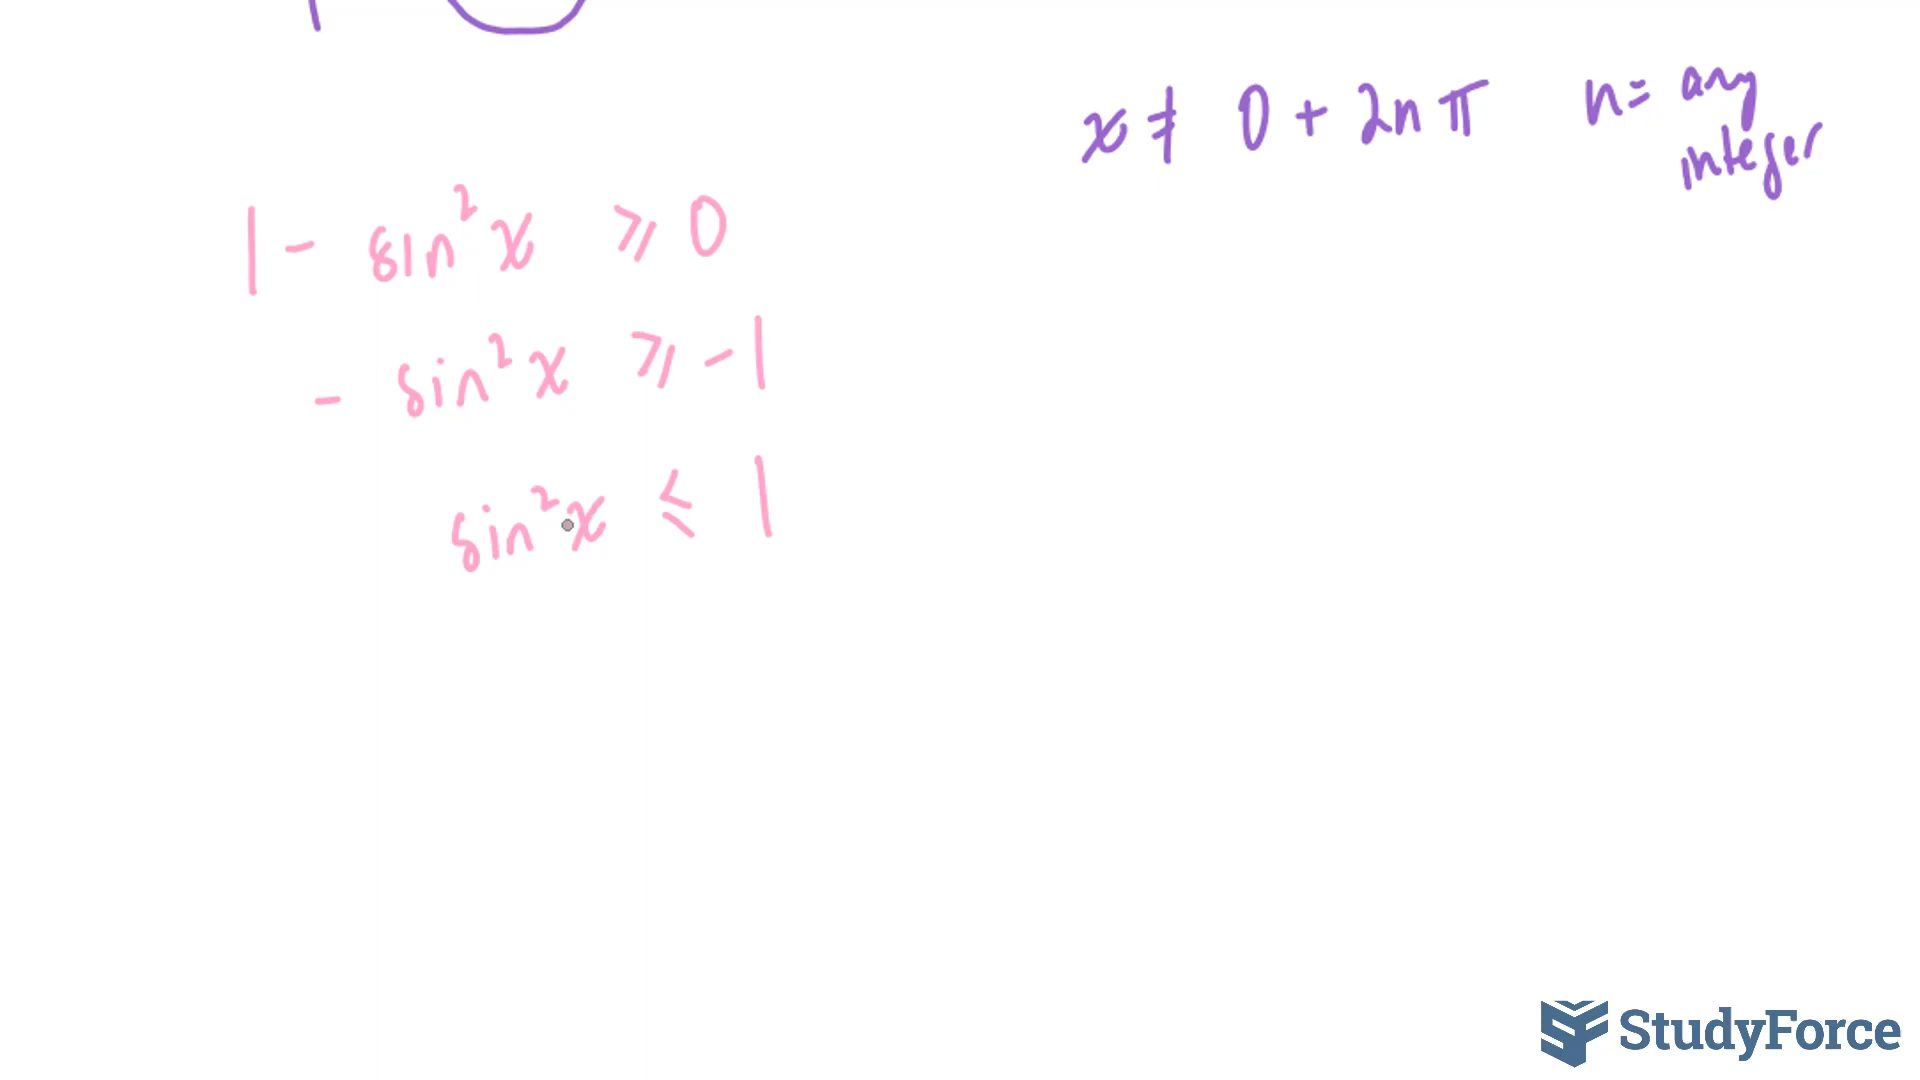 x ≠ 0 + 2nπ n = any
integer
1 - sin²x ⩾ 0
- sin²x ⩾ -1
sin²x ≤ 1
StudyForce